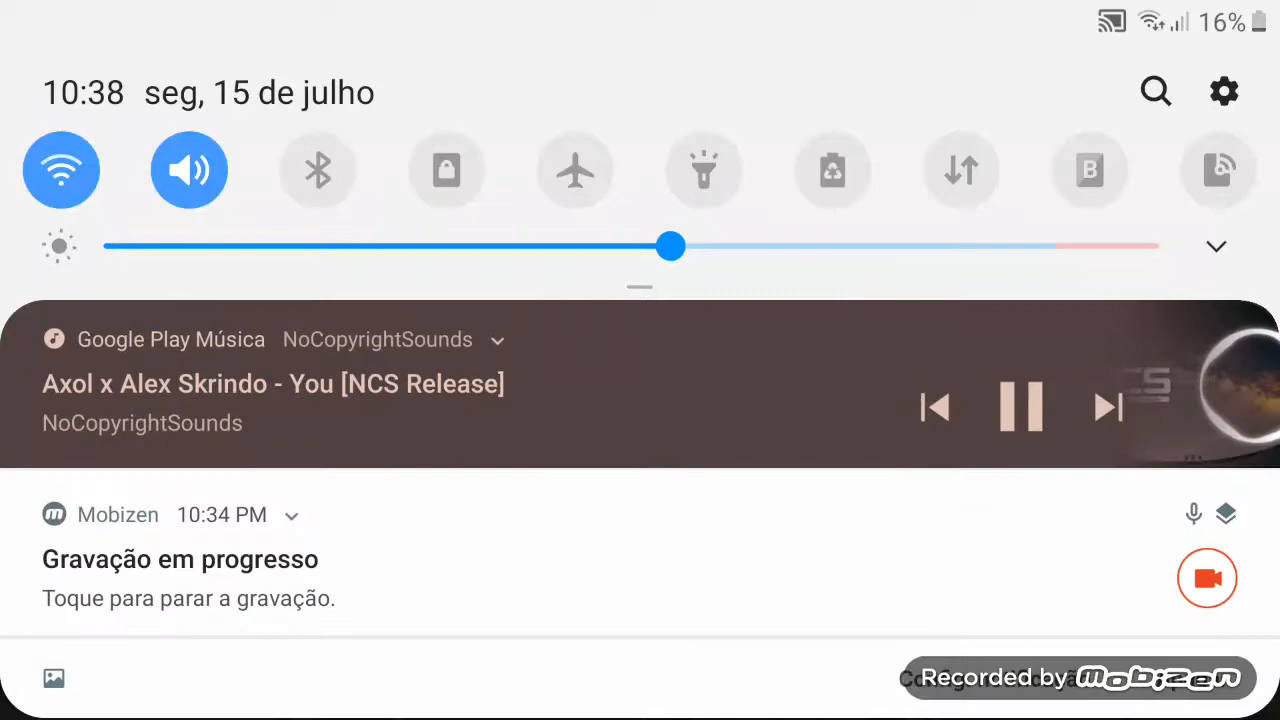 16%
10:38 seg, 15 de julho
B
Google Play Música NoCopyrightSounds
Axol x Alex Skrindo - You [NCS Release]
NoCopyrightSounds
Mobizen 10:34 PM
Gravação em progresso
Toque para parar a gravação.
Recorded by mobizen